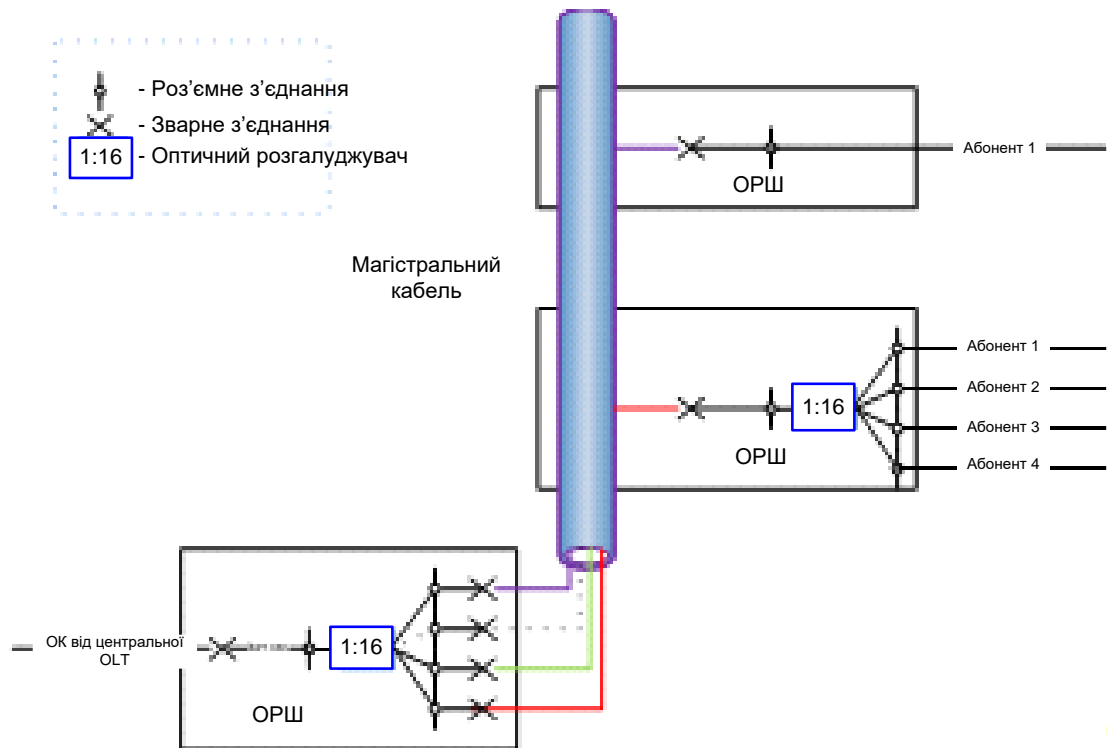 - Роз’ємне з’єднання
- Зварне з’єднання
1:16 - Оптичний розгалуджувач
Абонент 1
ОРШ
Магістральний
кабель
Абонент 1
Абонент 2
1:16
Абонент 3
ОРШ
Абонент 4
ОК від центральної
OLT
1:16
ОРШ